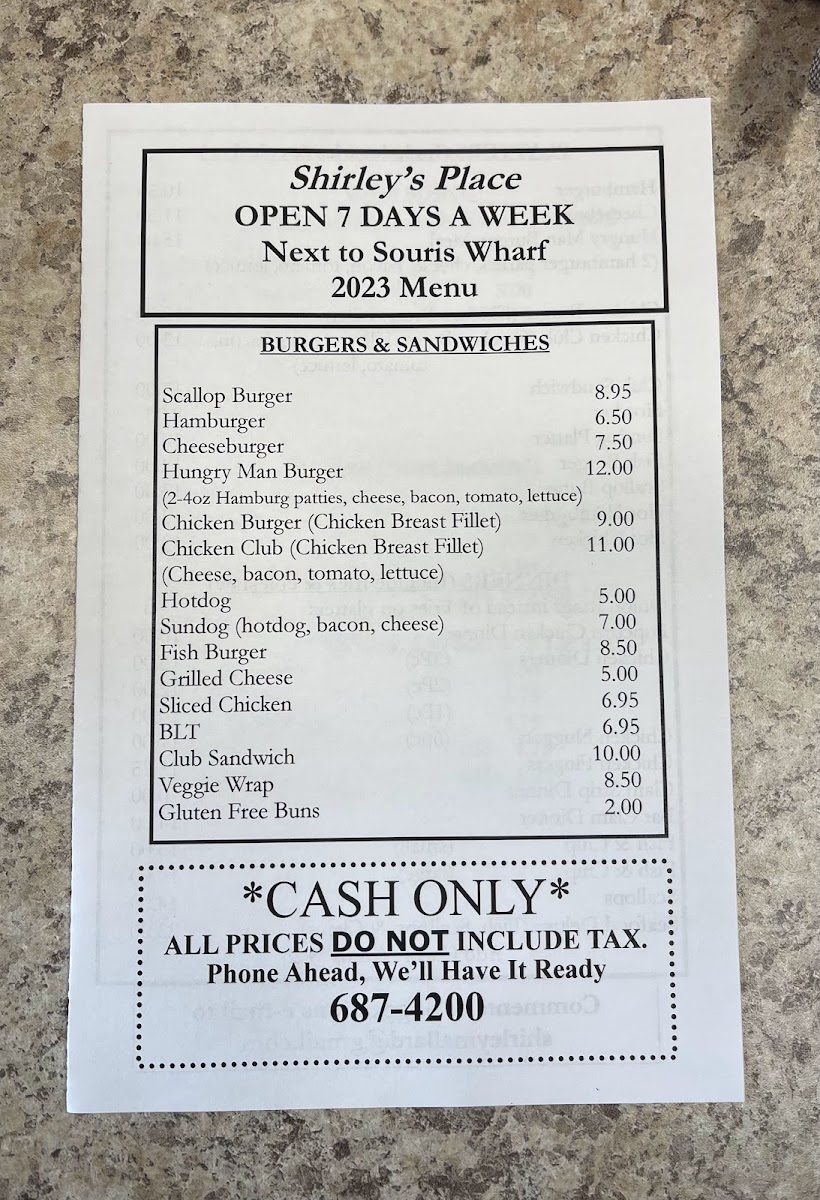 Shirley's Place
OPEN 7 DAYS A WEEK
Next to Souris Wharf
2023 Menu
BURGERS & SANDWICHES
Scallop Burger 8.95
Hamburger 6.50
Cheeseburger 7.50
Hungry Man Burger 12.00
(2-4oz Hamburg patties, cheese, bacon, tomato, lettuce)
Chicken Burger (Chicken Breast Fillet) 9.00
Chicken Club (Chicken Breast Fillet) 11.00
(Cheese, bacon, tomato, lettuce)
Hotdog 5.00
Sundog (hotdog, bacon, cheese) 7.00
Fish Burger 8.50
Grilled Cheese 5.00
Sliced Chicken 6.95
BLT 6.95
Club Sandwich 10.00
Veggie Wrap 8.50
Gluten Free Buns 2.00
*CASH ONLY*
ALL PRICES DO NOT INCLUDE TAX.
Phone Ahead, We'll Have It Ready
687-4200